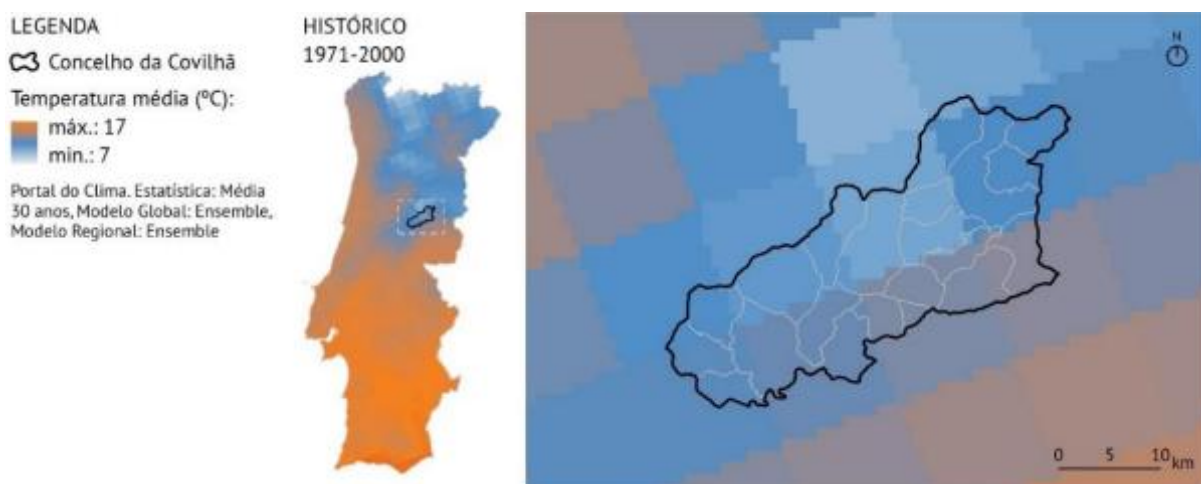 LEGENDA
Concelho da Covilhã
Temperatura média (ºC):
máx.: 17
min.: 7
Portal do Clima. Estatística: Média
30 anos, Modelo Global: Ensemble,
Modelo Regional: Ensemble
HISTÓRICO
1971-2000
N
0 5 10
km